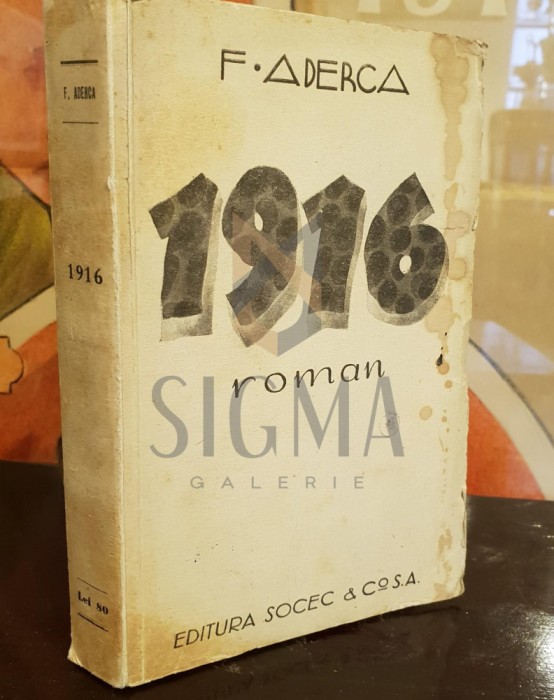 F. ADERCA
1916
Lei 80
F·ADERCA
1916
roman
SIGMA
GALERIE
EDITURA SOCEC & Co S.A.